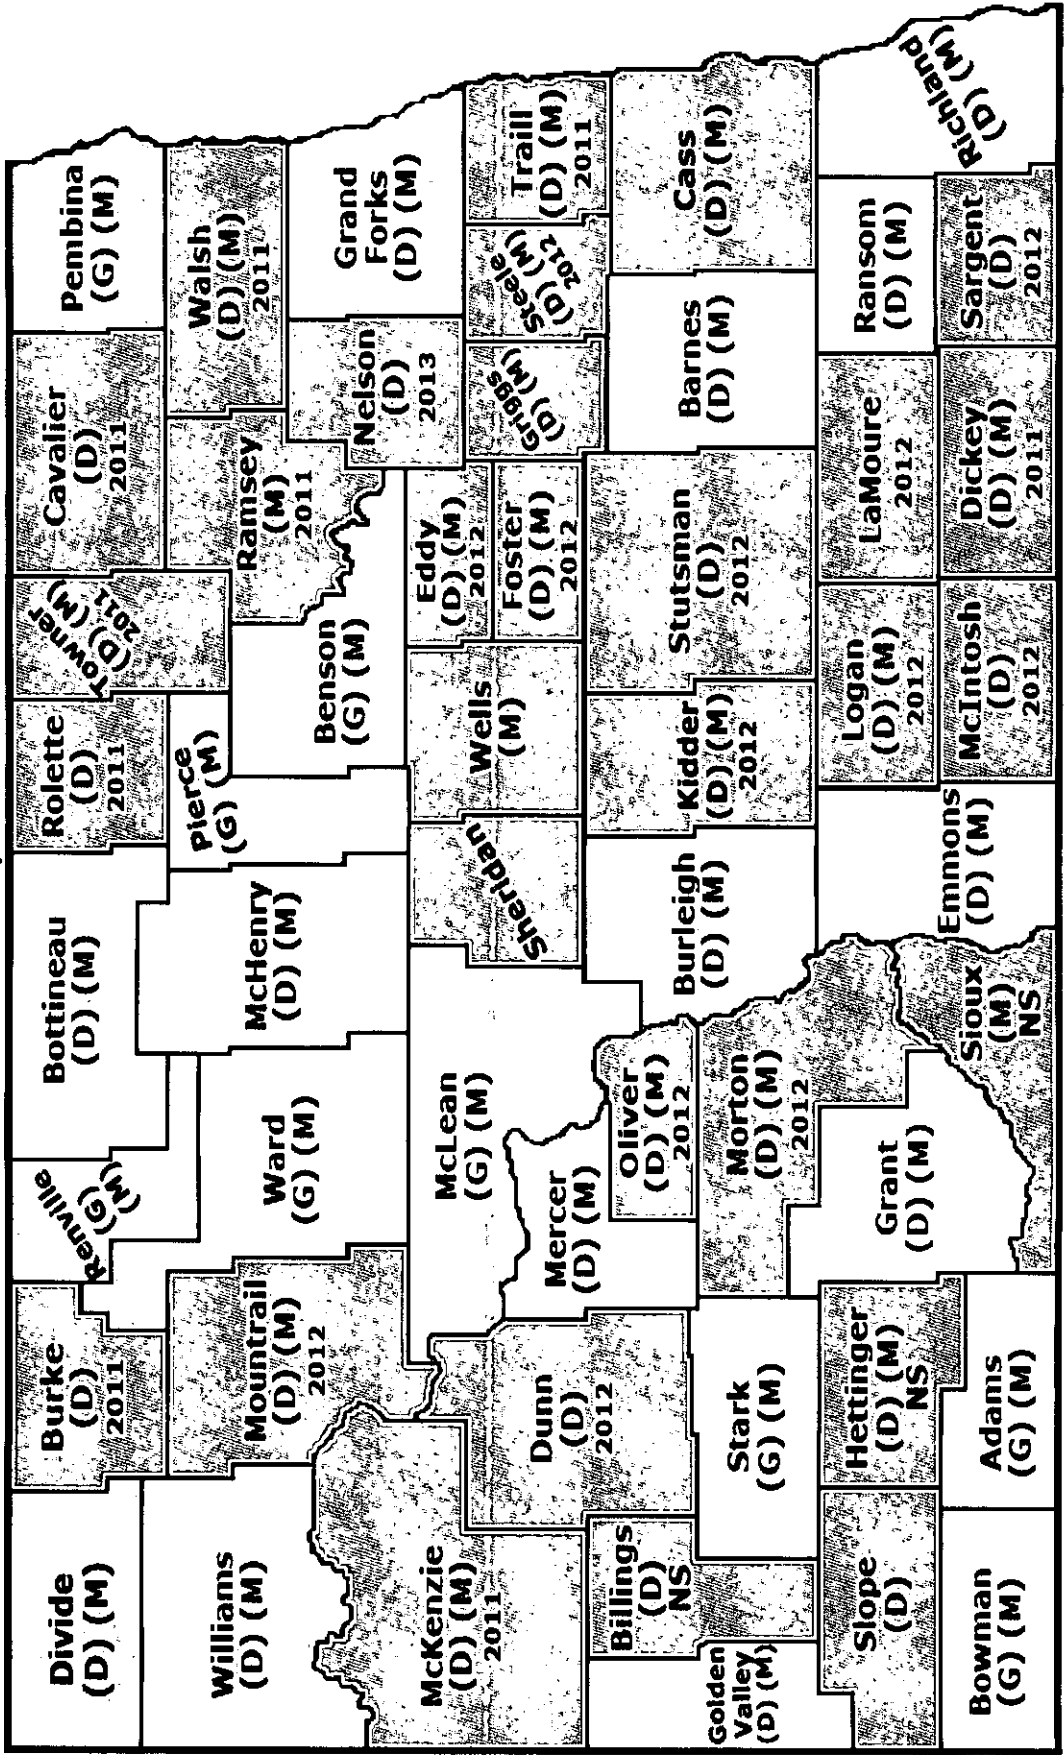 Divide
(D) (M)
Burke
(D)
2011
Renville
(G)
(M)
Bottineau
(D) (M)
Rolette
(D)
2011
Towner
(D) (M)
2011
Cavalier
(D)
2011
Pembina
(G) (M)
Williams
(D) (M)
Mountrail
(D) (M)
2012
Ward
(G) (M)
McHenry
(D) (M)
Pierce
(G) (M)
Benson
(G) (M)
Ramsey
(M)
2011
Walsh
(D) (M)
2011
Nelson
(D)
2013
Grand
Forks
(D) (M)
McKenzie
(D) (M)
2011
Dunn
(D)
2012
McLean
(G) (M)
Mercer
(D) (M)
Oliver
(D) (M)
2012
Sheridan
Wells
(M)
Eddy
(D) (M)
2012
Foster
(D) (M)
2012
Griggs
(D) (M)
Steele
(D) (M)
2012
Traill
(D) (M)
2011
Golden
Valley
(D) (M)
Billings
(D)
NS
Stark
(G) (M)
Morton
(D) (M)
2012
Burleigh
(D) (M)
Kidder
(D) (M)
2012
Stutsman
(D)
2012
Barnes
(D) (M)
Cass
(D) (M)
Slope
(D)
Hettinger
(D) (M)
NS
Grant
(D) (M)
Sioux
(M)
NS
Emmons
(D) (M)
Logan
(D) (M)
2012
LaMoure
2012
Ransom
(D) (M)
Richland
(D) (M)
Bowman
(G) (M)
Adams
(G) (M)
McIntosh
(D)
2012
Dickey
(D) (M)
2011
Sargent
(D)
2012